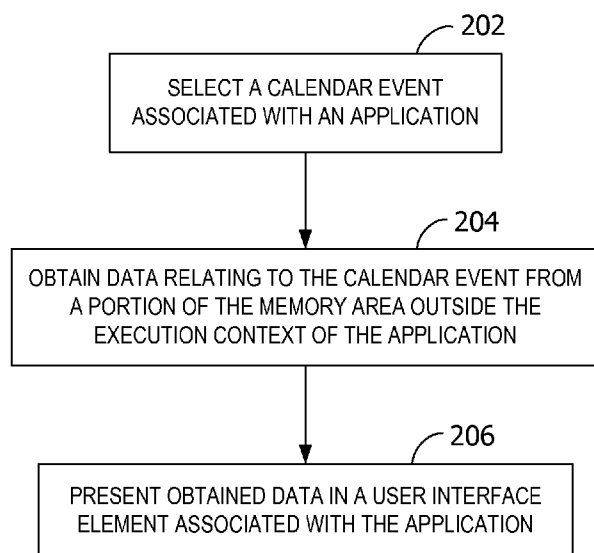 202
SELECT A CALENDAR EVENT
ASSOCIATED WITH AN APPLICATION
204
OBTAIN DATA RELATING TO THE CALENDAR EVENT FROM
A PORTION OF THE MEMORY AREA OUTSIDE THE
EXECUTION CONTEXT OF THE APPLICATION
206
PRESENT OBTAINED DATA IN A USER INTERFACE
ELEMENT ASSOCIATED WITH THE APPLICATION